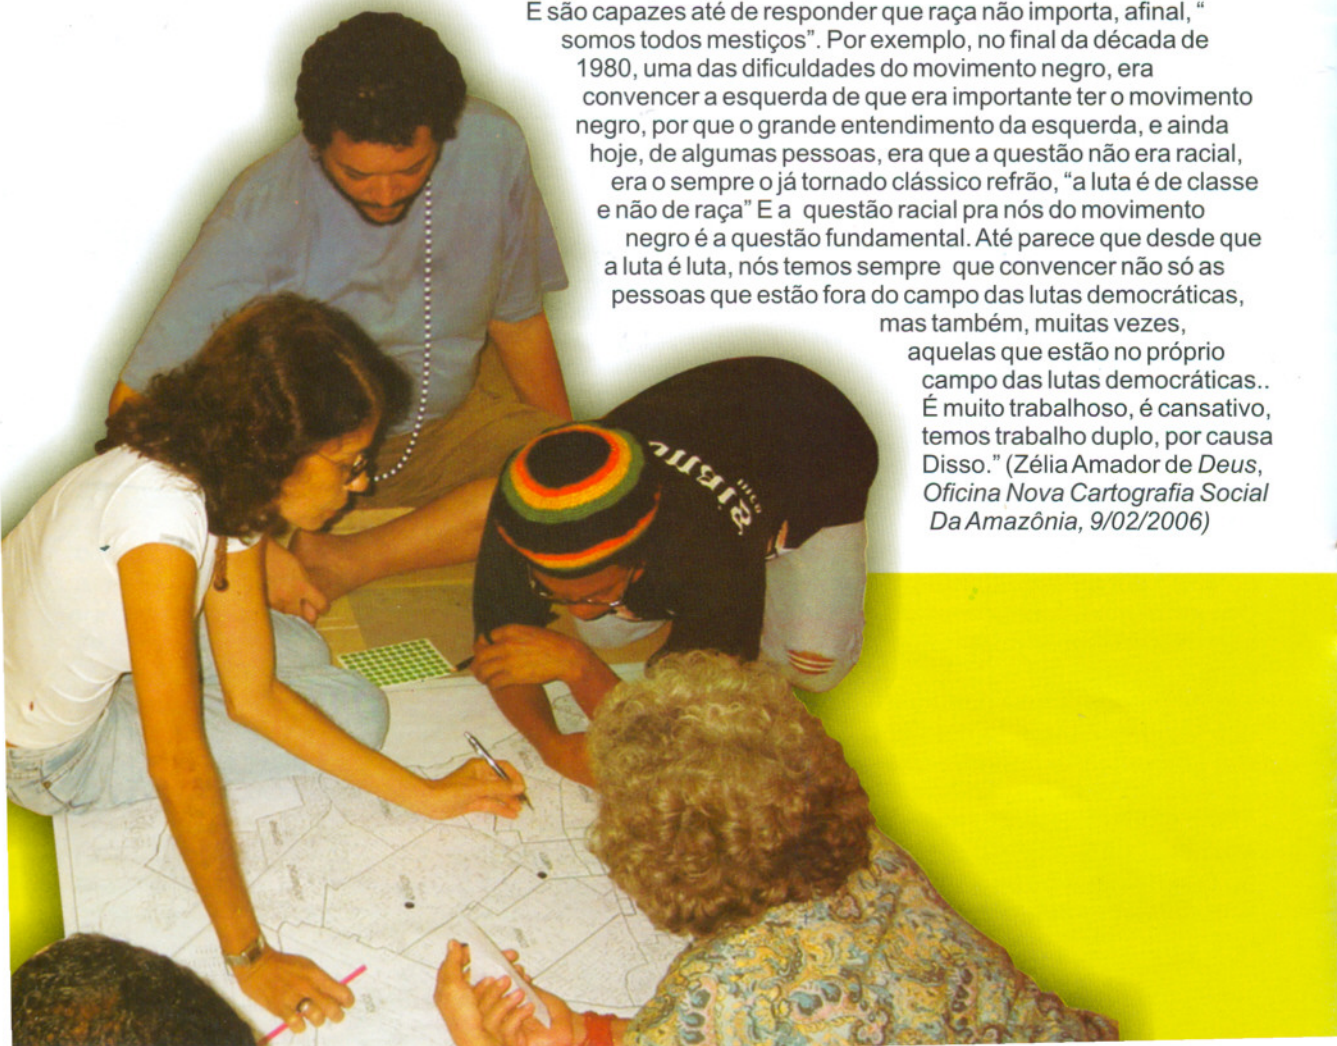 E são capazes até de responder que raça não importa, afinal, “
somos todos mestiços”. Por exemplo, no final da década de
1980, uma das dificuldades do movimento negro, era
convencer a esquerda de que era importante ter o movimento
negro, por que o grande entendimento da esquerda, e ainda
hoje, de algumas pessoas, era que a questão não era racial,
era o sempre o já tornado clássico refrão, “a luta é de classe
e não de raça” E a questão racial pra nós do movimento
negro é a questão fundamental. Até parece que desde que
a luta é luta, nós temos sempre que convencer não só as
pessoas que estão fora do campo das lutas democráticas,
mas também, muitas vezes,
aquelas que estão no próprio
campo das lutas democráticas..
É muito trabalhoso, é cansativo,
temos trabalho duplo, por causa
Disso.” (Zélia Amador de Deus,
Oficina Nova Cartografia Social
Da Amazônia, 9/02/2006)